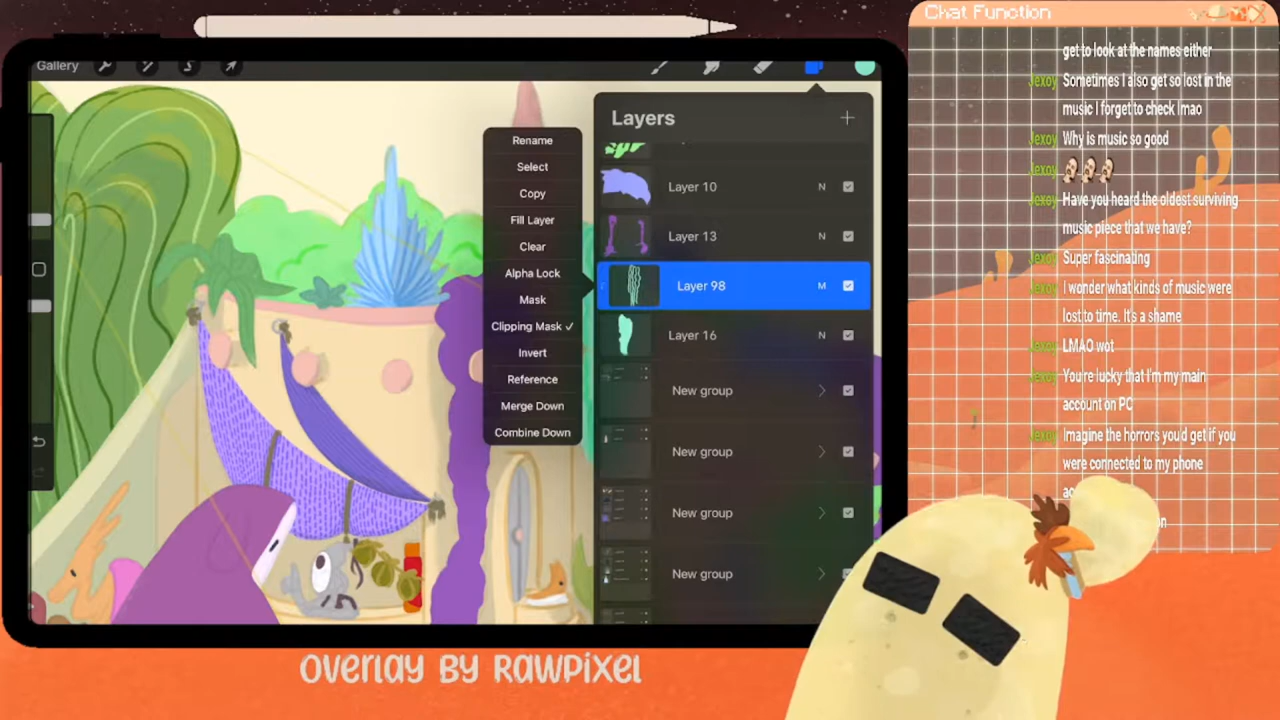 Gallery
Layers
Rename
Select
Copy
Fill Layer
Clear
Alpha Lock
Mask
Clipping Mask ✓
Invert
Reference
Merge Down
Combine Down
Layer 10 N
Layer 13 N
Layer 98 M
Layer 16 N
New group
New group
New group
New group
OVERLAY BY RAWPIXEL
Chat Function
get to look at the names either
Jexoy Sometimes I also get so lost in the
music I forget to check lmao
Jexoy Why is music so good
Jexoy
Jexoy Have you heard the oldest surviving
music piece that we have?
Jexoy Super fascinating
Jexoy I wonder what kinds of music were
lost to time. It's a shame
Jexoy LMAO wot
Jexoy You're lucky that I'm my main
account on PC
Jexoy Imagine the horrors you'd get if you
were connected to my phone